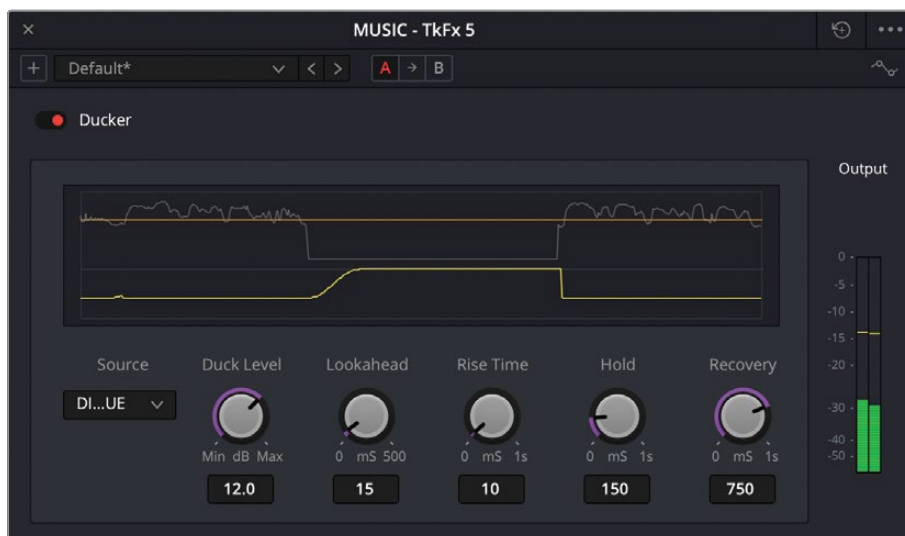 × MUSIC - TkFx 5 •••
+ Default* < > A → B
Ducker
Output
0
-5
-10
-15
-20
-30
-40
-50
Source Duck Level Lookahead Rise Time Hold Recovery
DI...UE
Min dB Max 0 mS 500 0 mS 1s 0 mS 1s 0 mS 1s
12.0 15 10 150 750